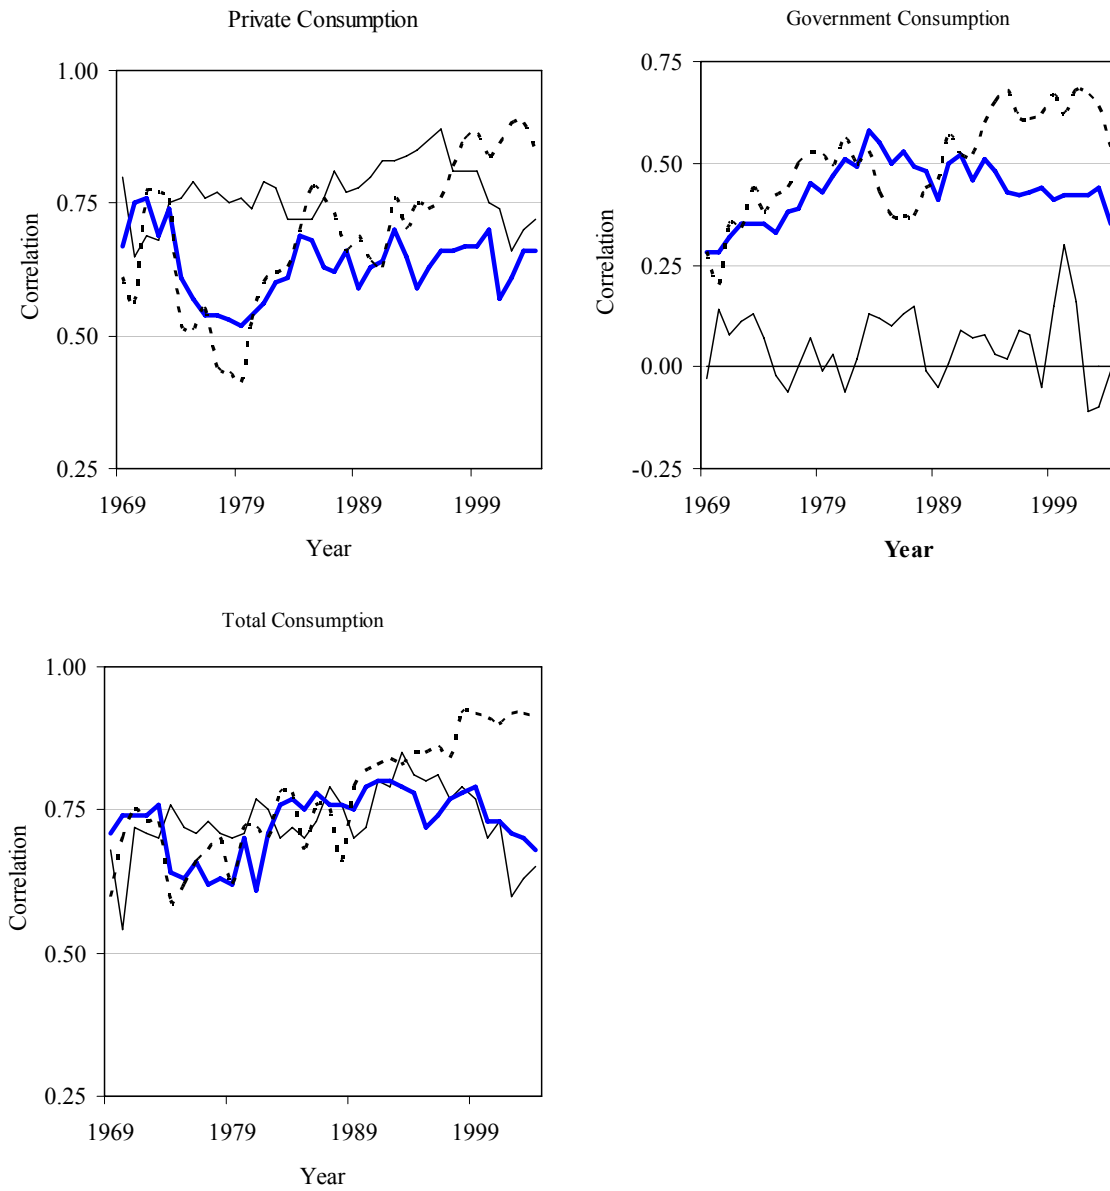 Private Consumption
1.00
0.75
0.50
0.25
Correlation
1969
1979
1989
1999
Year
Government Consumption
0.75
0.50
0.25
0.00
-0.25
Correlation
1969
1979
1989
1999
Year
Total Consumption
1.00
0.75
0.50
0.25
Correlation
1969
1979
1989
1999
Year